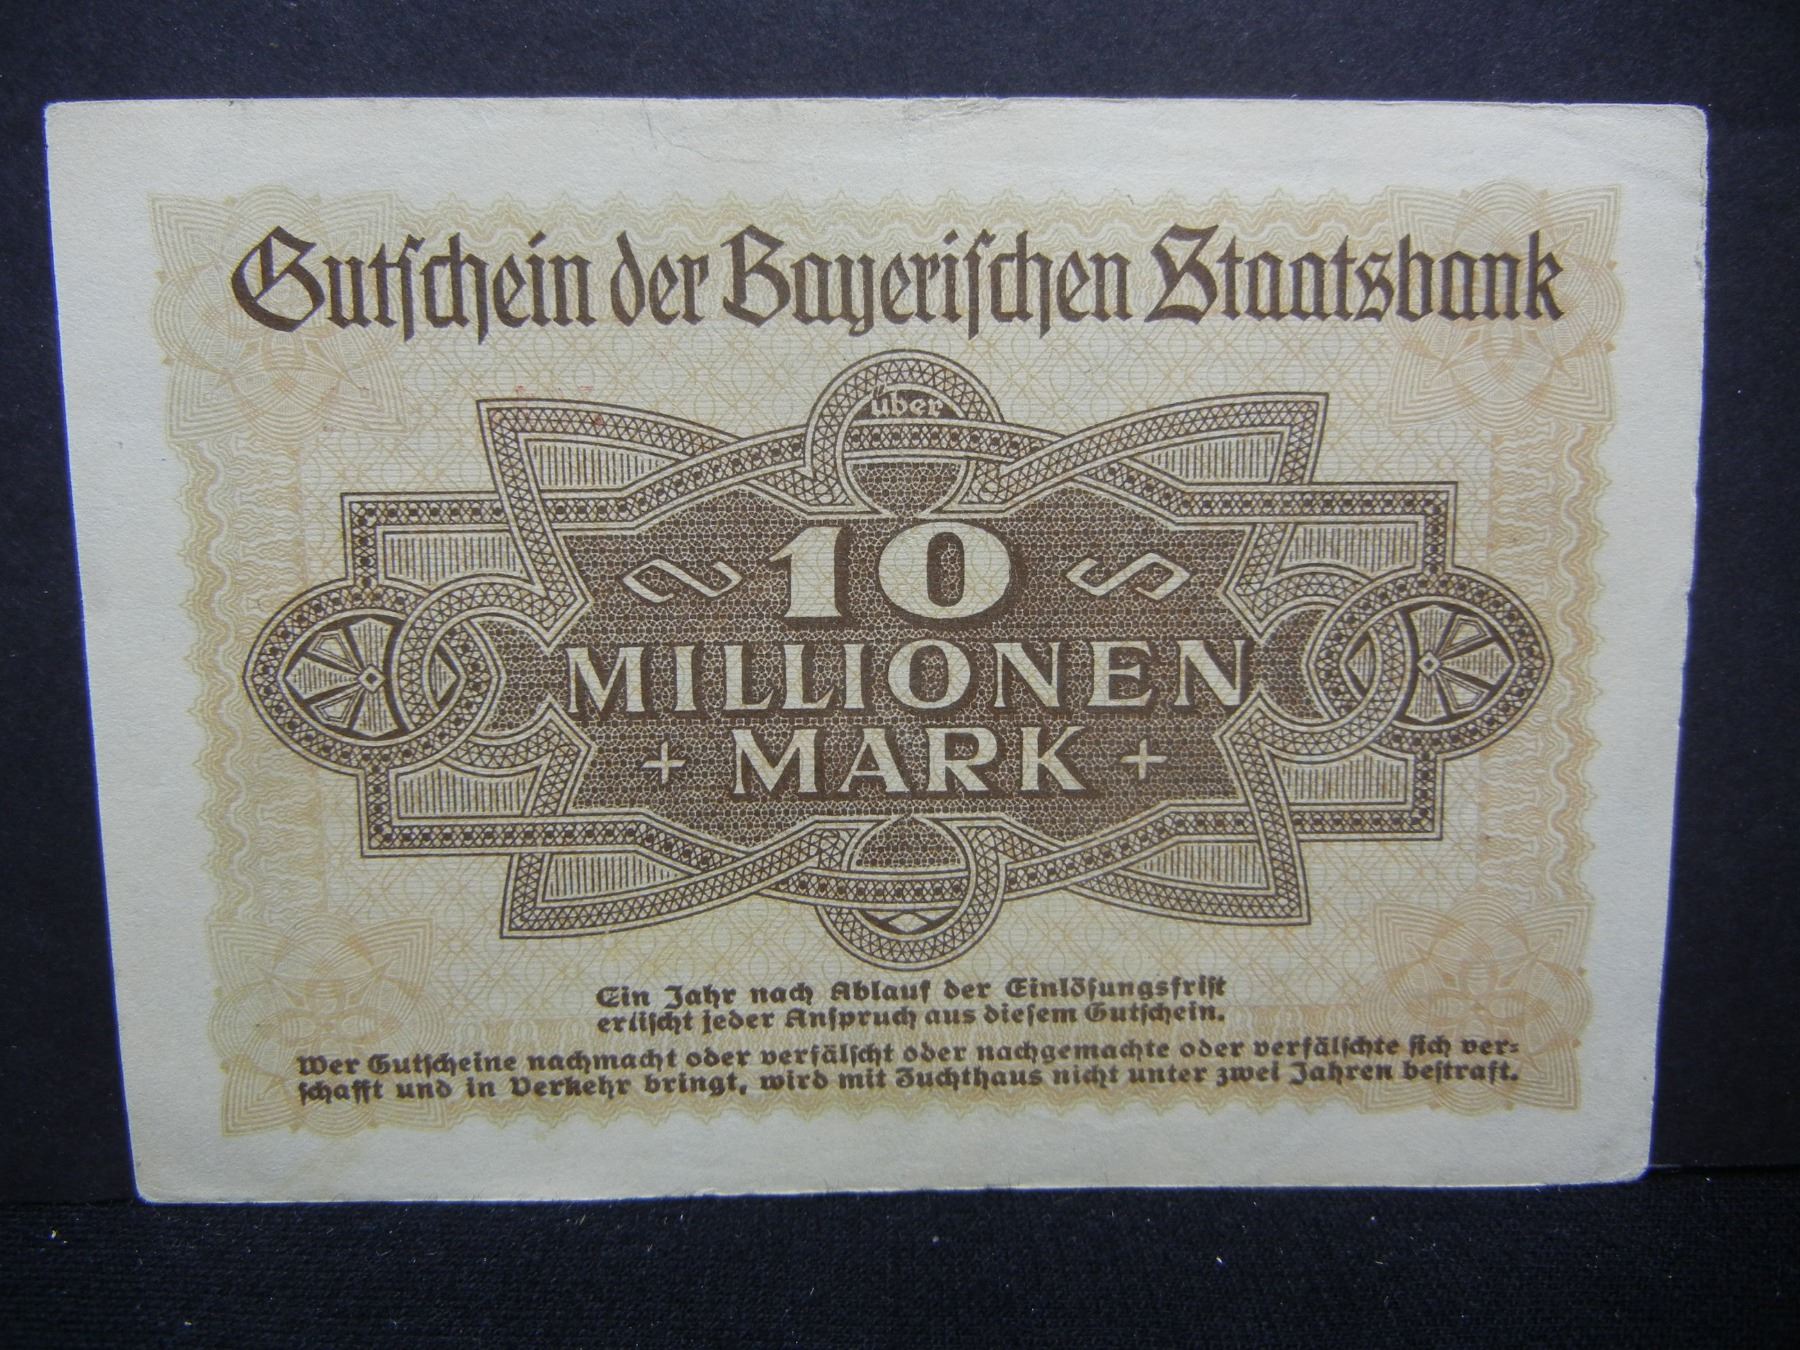 Gutschein der Bayerischen Staatsbank
über
10
MILLIONEN
+ MARK +
Ein Jahr nach Ablauf der Einlösungsfrist
erlischt jeder Anspruch aus diesem Gutschein.
Wer Gutscheine nachmacht oder verfälscht oder nachgemachte oder verfälschte sich ver=
schafft und in Verkehr bringt, wird mit Zuchthaus nicht unter zwei Jahren bestraft.